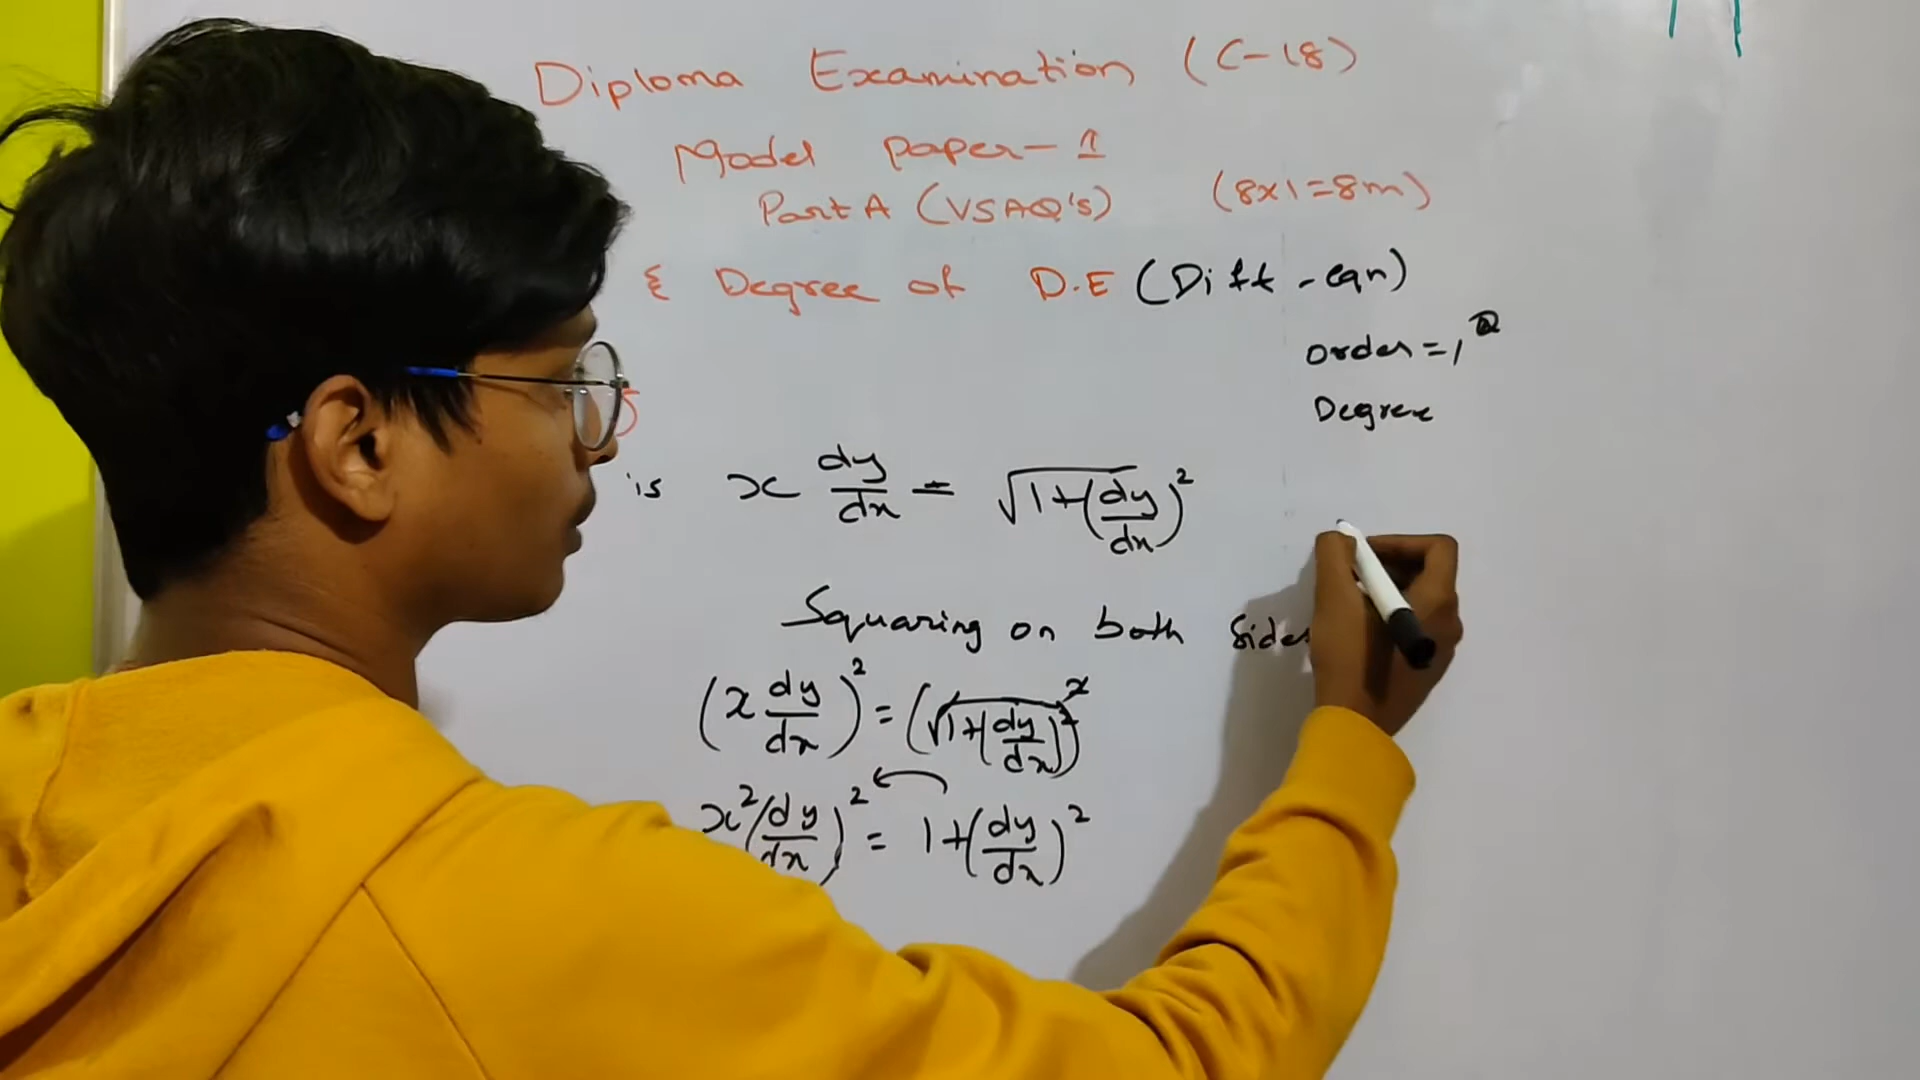 Diploma Examination (C-18)
Model paper-1
Part A (VSAQ's) (8x1=8m)
& Degree of D.E (Diff-eqn)
order=1
Degree
is x dy/dx = √1+(dy/dx)²
Squaring on both sides
(x dy/dx)² = (√1+(dy/dx)²)²
x²(dy/dx)² = 1+(dy/dx)²